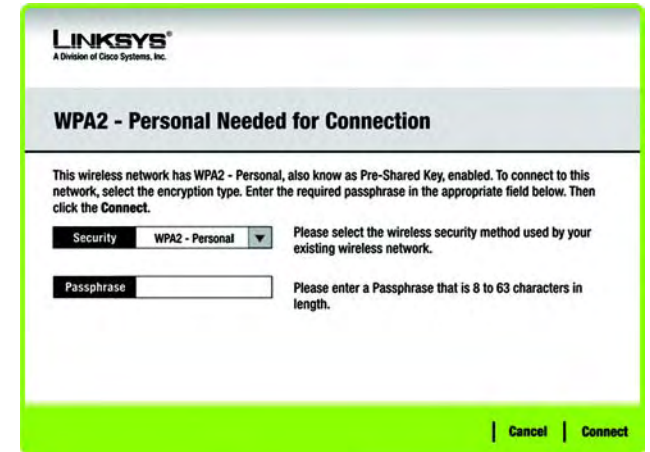 LINKSYS®
A Division of Cisco Systems, Inc.
WPA2 - Personal Needed for Connection
This wireless network has WPA2 - Personal, also know as Pre-Shared Key, enabled. To connect to this
network, select the encryption type. Enter the required passphrase in the appropriate field below. Then
click the Connect.
Security WPA2 - Personal
Please select the wireless security method used by your
existing wireless network.
Passphrase
Please enter a Passphrase that is 8 to 63 characters in
length.
Cancel Connect